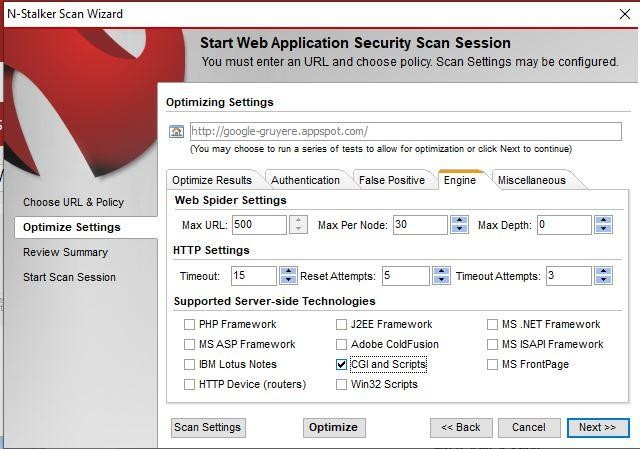 N-Stalker Scan Wizard
Start Web Application Security Scan Session
You must enter an URL and choose policy. Scan Settings may be configured.
Choose URL & Policy
Optimize Settings
Review Summary
Start Scan Session
Optimizing Settings
http://google-gruyere.appspot.com/
(You may choose to run a series of tests to allow for optimization or click Next to continue)
Optimize Results Authentication False Positive Engine Miscellaneous
Web Spider Settings
Max URL: 500 Max Per Node: 30 Max Depth: 0
HTTP Settings
Timeout: 15 Reset Attempts: 5 Timeout Attempts: 3
Supported Server-side Technologies
PHP Framework J2EE Framework MS .NET Framework
MS ASP Framework Adobe ColdFusion MS ISAPI Framework
IBM Lotus Notes CGI and Scripts MS FrontPage
HTTP Device (routers) Win32 Scripts
Scan Settings Optimize << Back Cancel Next >>